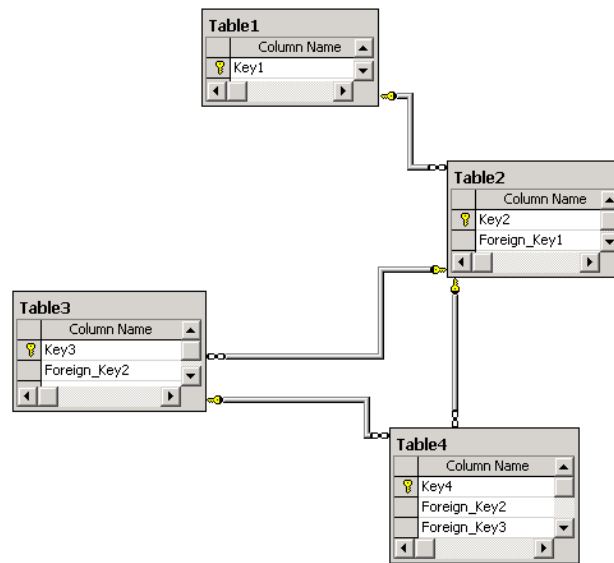 Table1
Column Name
Key1
Table2
Column Name
Key2
Foreign_Key1
Table3
Column Name
Key3
Foreign_Key2
Table4
Column Name
Key4
Foreign_Key2
Foreign_Key3